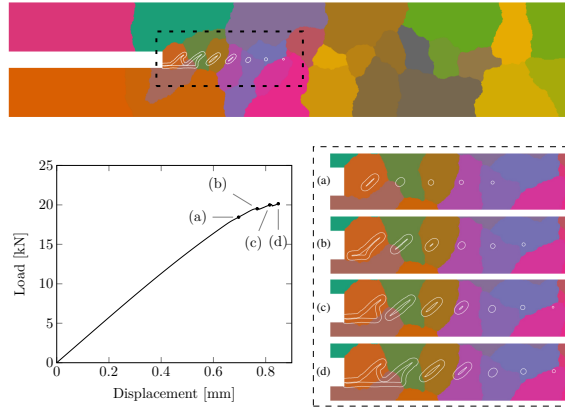 25
20
15
10
5
0
Load [kN]
(a)
(b)
(c)
(d)
0
0.2
0.4
0.6
0.8
Displacement [mm]
(a)
(b)
(c)
(d)